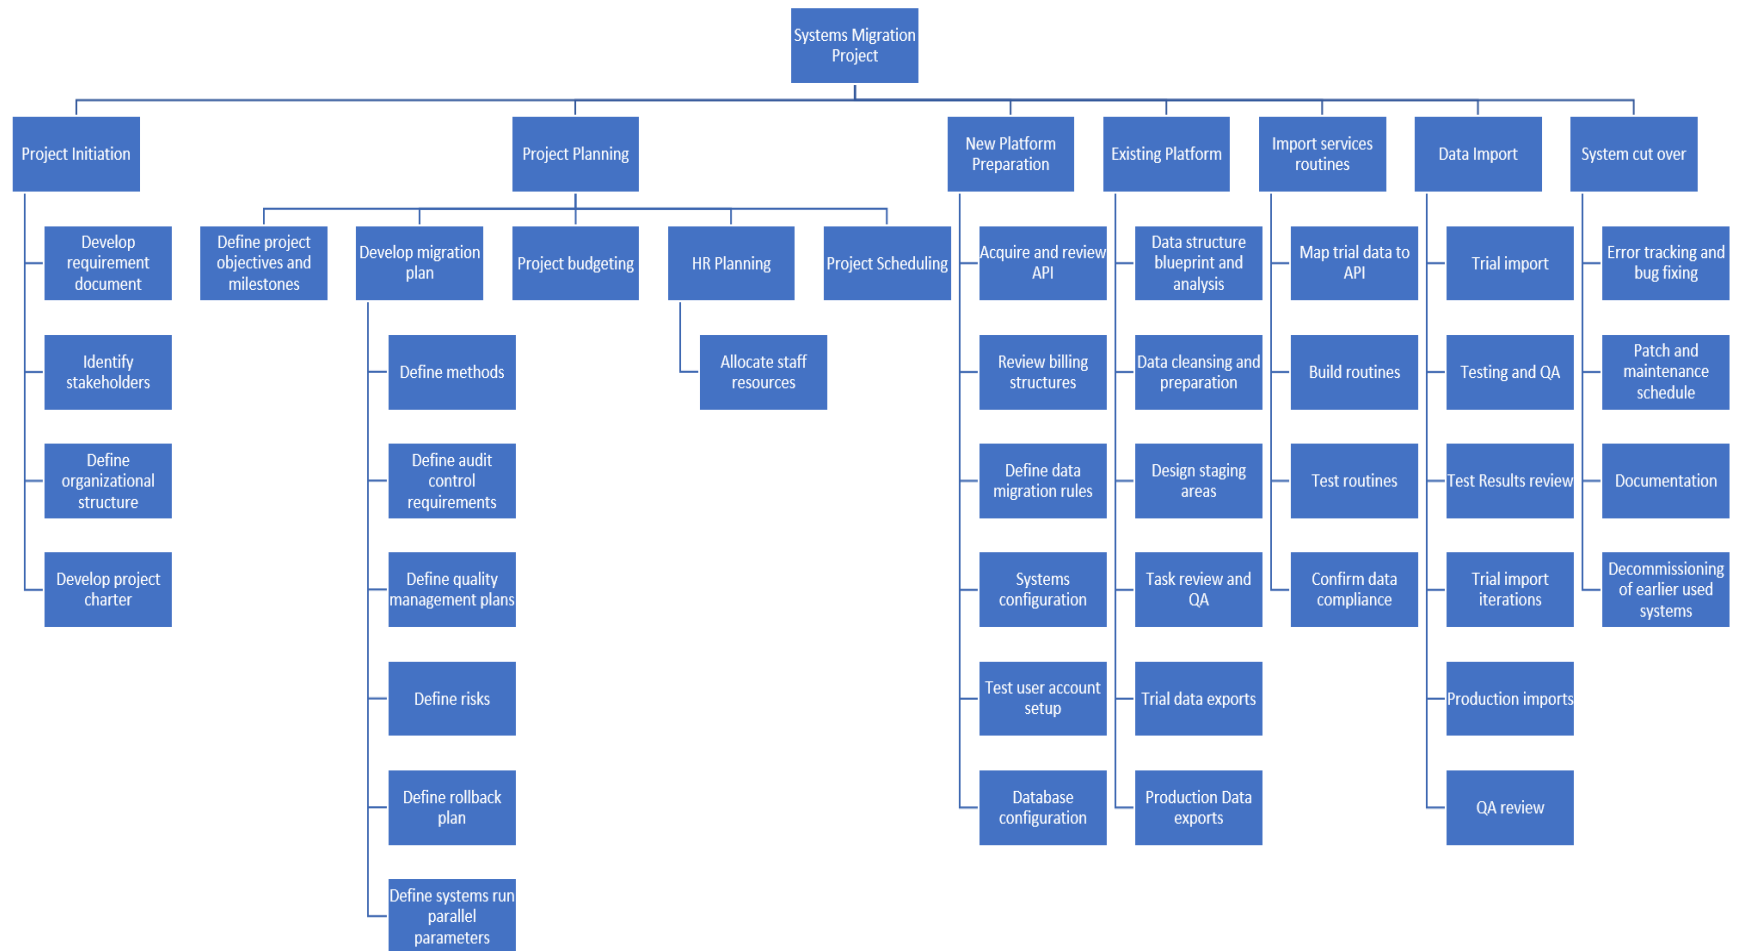 Systems Migration
Project
Project Initiation
Project Planning
New Platform
Preparation
Existing Platform
Import services
routines
Data Import
System cut over
Develop
requirement
document
Define project
objectives and
milestones
Develop migration
plan
Project budgeting
HR Planning
Project Scheduling
Acquire and review
API
Data structure
blueprint and
analysis
Map trial data to
API
Trial import
Error tracking and
bug fixing
Identify
stakeholders
Define methods
Allocate staff
resources
Review billing
structures
Data cleansing and
preparation
Build routines
Testing and QA
Patch and
maintenance
schedule
Define
organizational
structure
Define audit
control
requirements
Define data
migration rules
Design staging
areas
Test routines
Test Results review
Documentation
Develop project
charter
Define quality
management plans
Systems
configuration
Task review and
QA
Confirm data
compliance
Trial import
iterations
Decommissioning
of earlier used
systems
Define risks
Test user account
setup
Trial data exports
Production imports
Define rollback
plan
Database
configuration
Production Data
exports
QA review
Define systems run
parallel
parameters